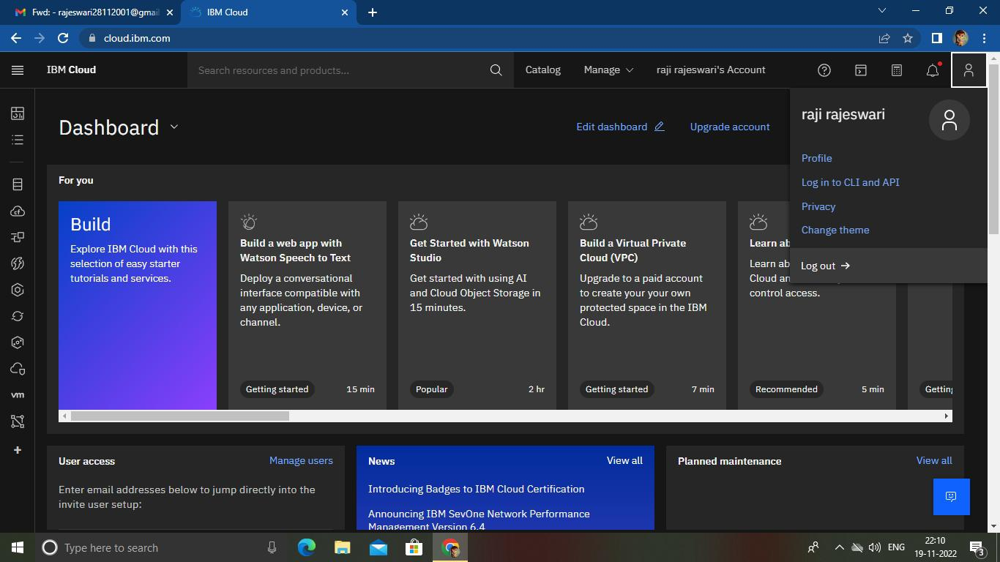 Fwd: - rajeswari28112001@gmail
IBM Cloud
cloud.ibm.com
IBM Cloud
Search resources and products...
Catalog
Manage
raji rajeswari's Account
Dashboard
Edit dashboard
Upgrade account
raji rajeswari
Profile
Log in to CLI and API
Privacy
Change theme
Log out
For you
Build
Explore IBM Cloud with this
selection of easy starter
tutorials and services.
Build a web app with
Watson Speech to Text
Deploy a conversational
interface compatible with
any application, device, or
channel.
Getting started
15 min
Get Started with Watson
Studio
Get started with using AI
and Cloud Object Storage in
15 minutes.
Popular
2 hr
Build a Virtual Private
Cloud (VPC)
Upgrade to a paid account
to create your your own
protected space in the IBM
Cloud.
Getting started
7 min
Learn ab
Learn ab
Cloud an
control access.
Recommended
5 min
Getting
vm
User access
Manage users
Enter email addresses below to jump directly into the
invite user setup:
News
View all
Introducing Badges to IBM Cloud Certification
Announcing IBM SevOne Network Performance
Management Version 6.4
Planned maintenance
View all
Type here to search
ENG
22:10
19-11-2022
3